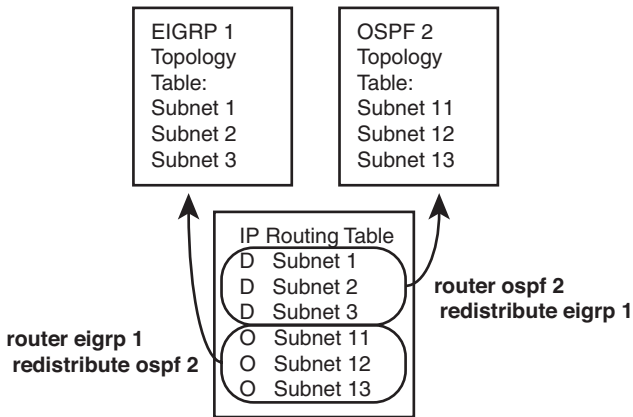 EIGRP 1
Topology
Table:
Subnet 1
Subnet 2
Subnet 3
OSPF 2
Topology
Table:
Subnet 11
Subnet 12
Subnet 13
IP Routing Table
D Subnet 1
D Subnet 2
D Subnet 3
O Subnet 11
O Subnet 12
O Subnet 13
router ospf 2
redistribute eigrp 1
router eigrp 1
redistribute ospf 2